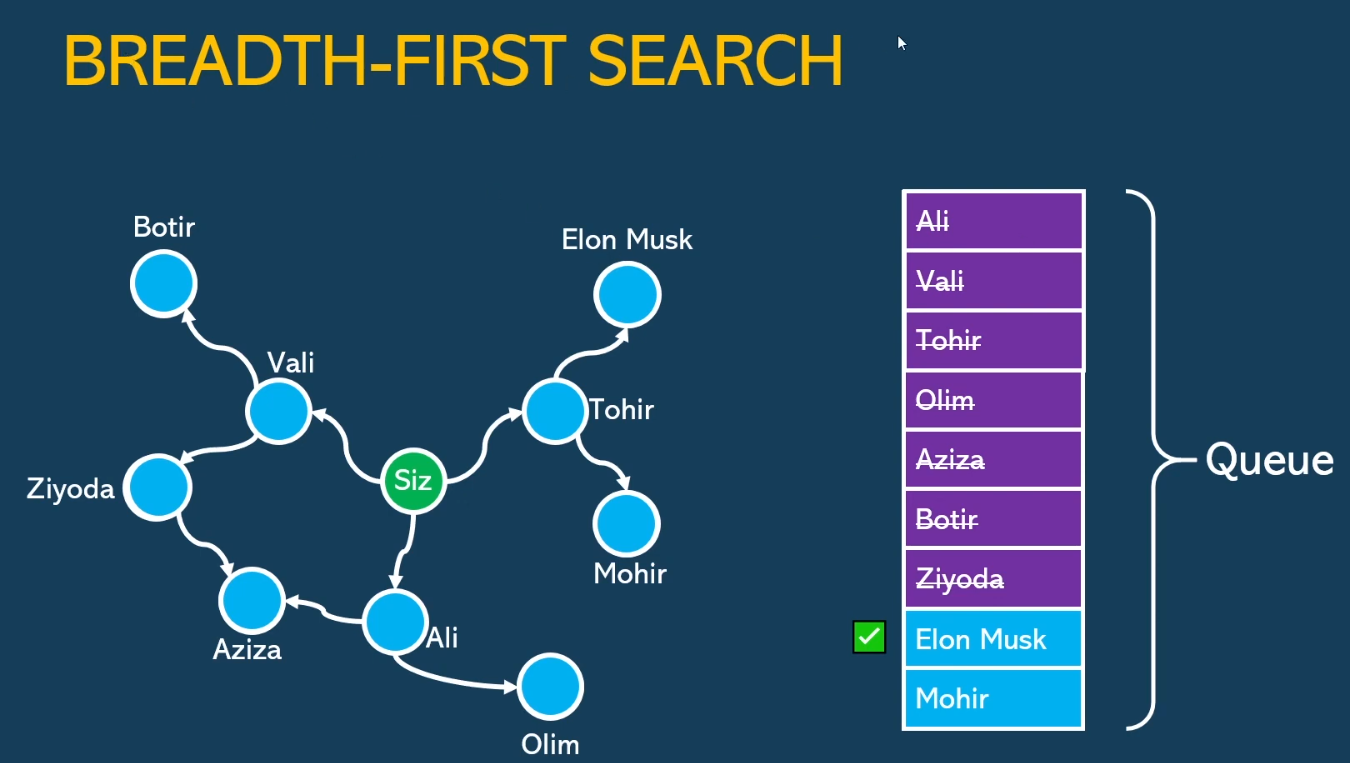 BREADTH-FIRST SEARCH
Botir
Elon Musk
Vali
Tohir
Ziyoda
Siz
Mohir
Aziza
Ali
Olim
Ali
Vali
Tohir
Olim
Aziza
Botir
Ziyoda
Elon Musk
Mohir
Queue